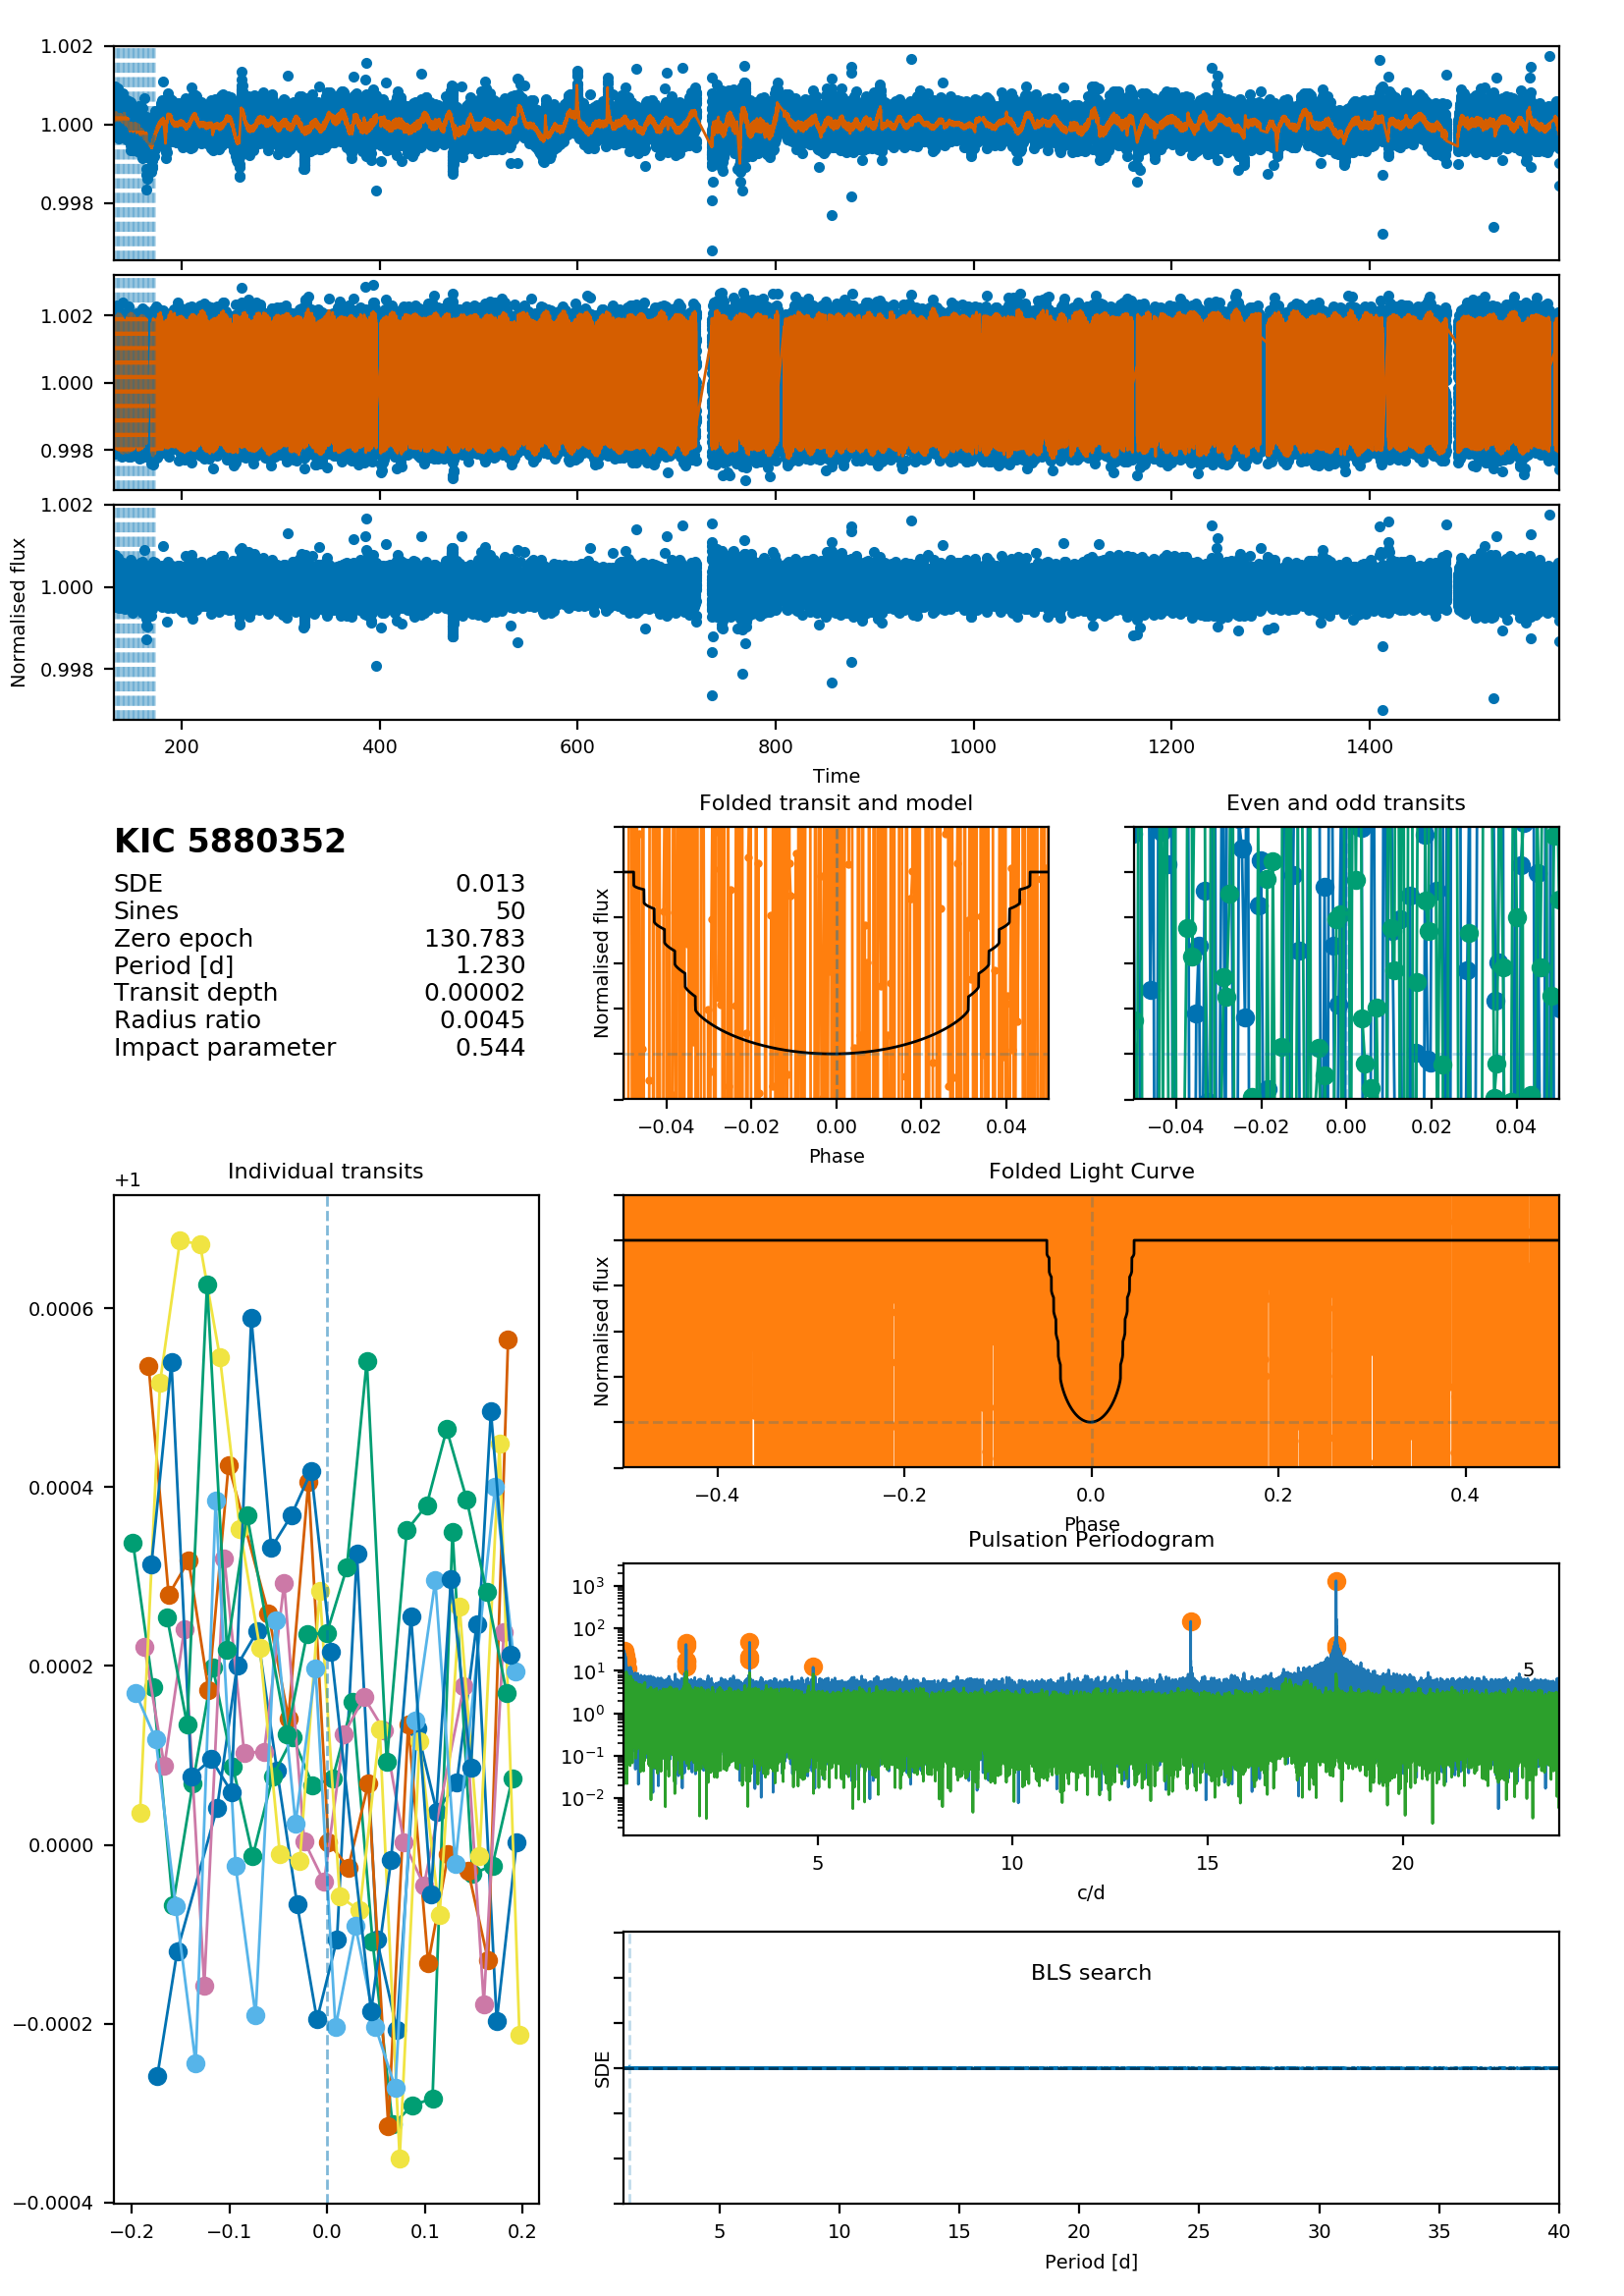 1.002
1.000
0.998
1.002
1.000
0.998
1.002
1.000
0.998
Normalised flux
200 400 600 800 1000 1200 1400
Time
KIC 5880352
SDE 0.013
Sines 50
Zero epoch 130.783
Period [d] 1.230
Transit depth 0.00002
Radius ratio 0.0045
Impact parameter 0.544
Folded transit and model
Normalised flux
−0.04 −0.02 0.00 0.02 0.04
Phase
Even and odd transits
−0.04 −0.02 0.00 0.02 0.04
Individual transits
+1
0.0006
0.0004
0.0002
0.0000
−0.0002
−0.0004
−0.2 −0.1 0.0 0.1 0.2
Folded Light Curve
Normalised flux
−0.4 −0.2 0.0 0.2 0.4
Phase
Pulsation Periodogram
10³
10²
10¹
10⁰
10⁻¹
10⁻²
5
5 10 15 20
c/d
BLS search
SDE
5 10 15 20 25 30 35 40
Period [d]